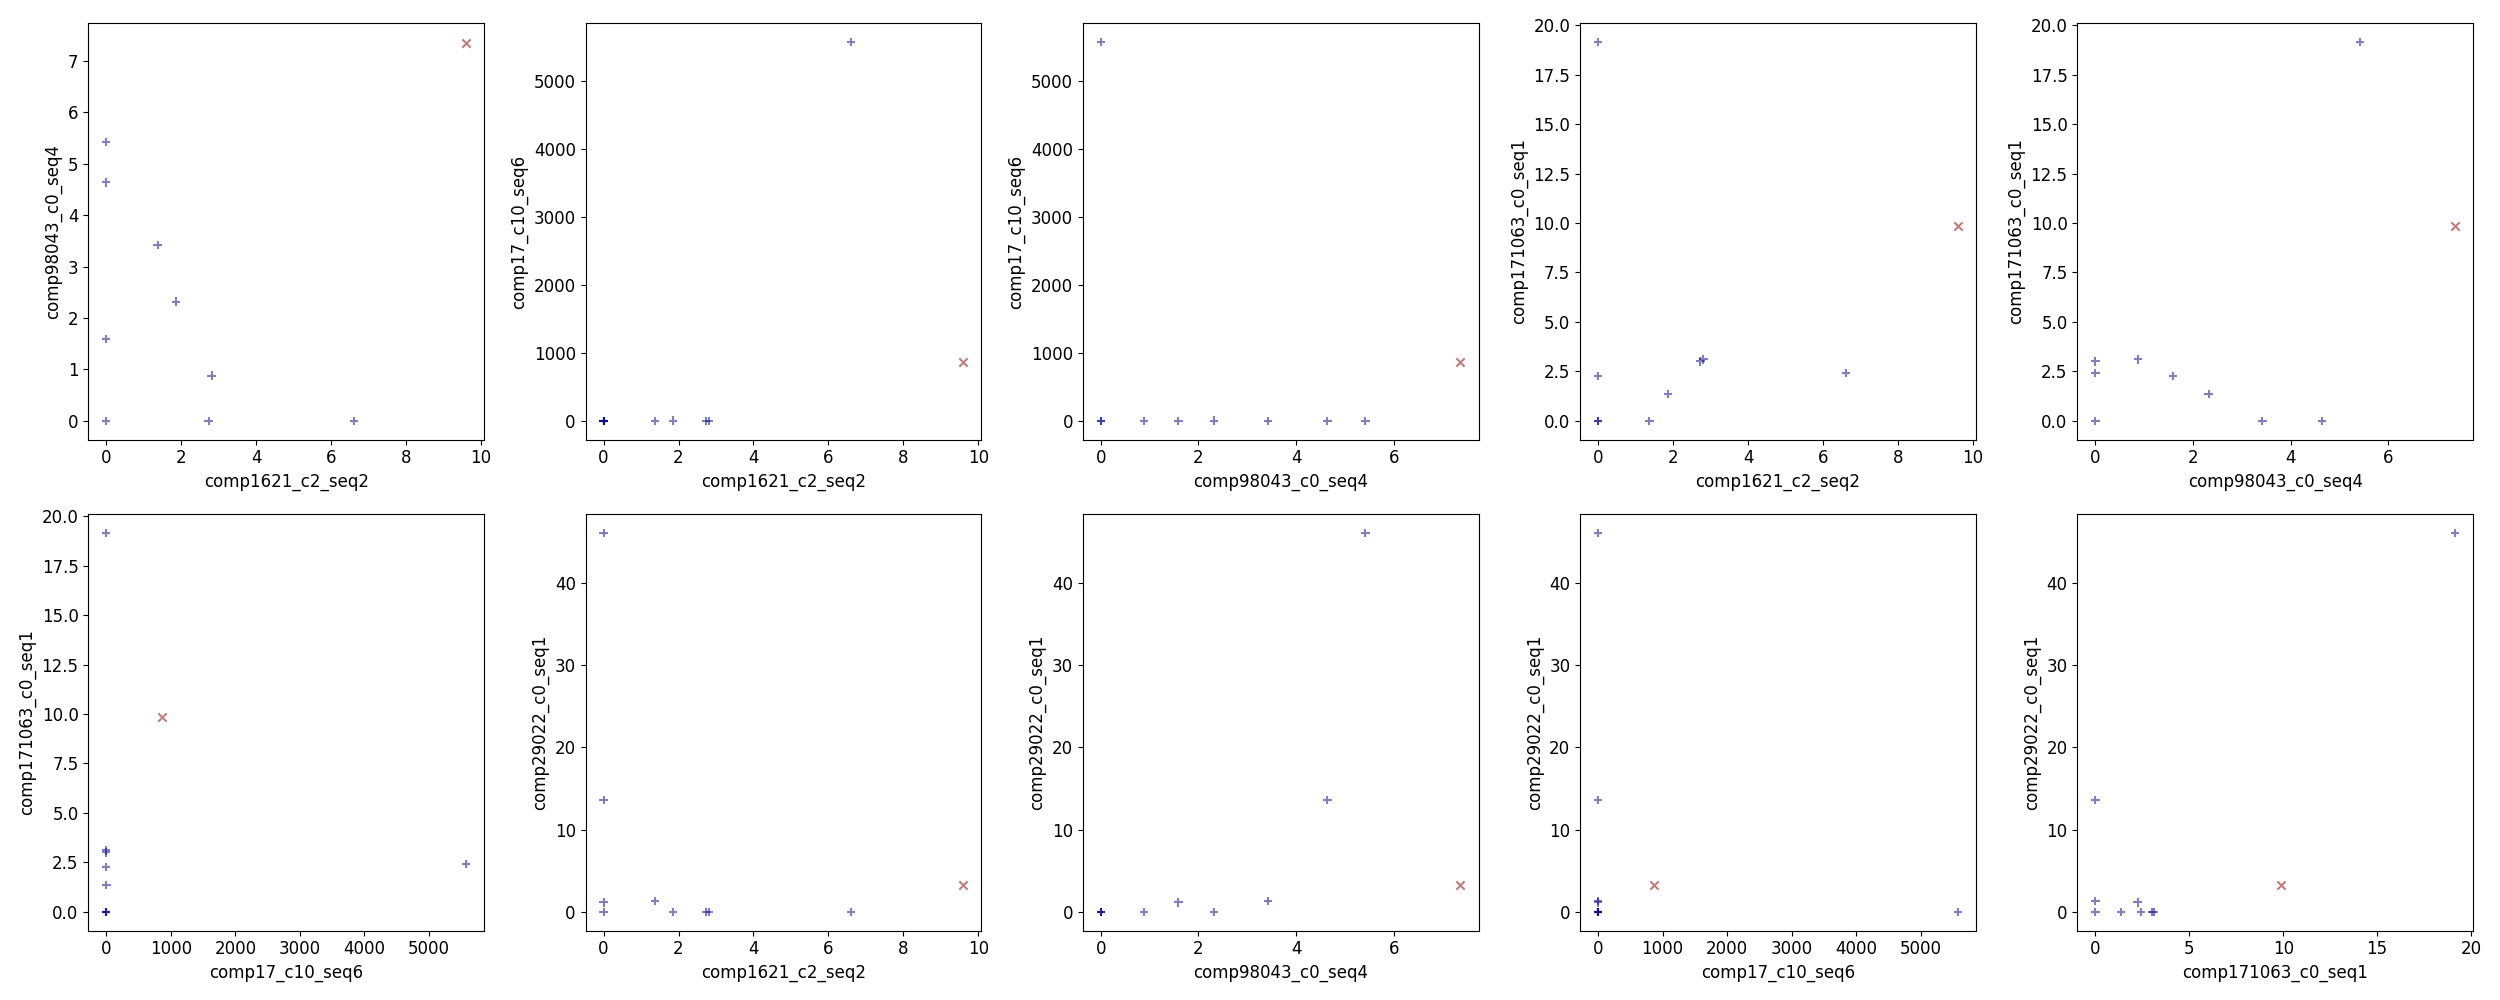 comp98043_c0_seq4
0 1 2 3 4 5 6 7
0 2 4 6 8 10
comp1621_c2_seq2
comp17_c10_seq6
0 1000 2000 3000 4000 5000
0 2 4 6 8 10
comp1621_c2_seq2
comp17_c10_seq6
0 1000 2000 3000 4000 5000
0 2 4 6
comp98043_c0_seq4
comp171063_c0_seq1
0.0 2.5 5.0 7.5 10.0 12.5 15.0 17.5 20.0
0 2 4 6 8 10
comp1621_c2_seq2
comp171063_c0_seq1
0.0 2.5 5.0 7.5 10.0 12.5 15.0 17.5 20.0
0 2 4 6
comp98043_c0_seq4
comp171063_c0_seq1
0.0 2.5 5.0 7.5 10.0 12.5 15.0 17.5 20.0
0 1000 2000 3000 4000 5000
comp17_c10_seq6
comp29022_c0_seq1
0 10 20 30 40
0 2 4 6 8 10
comp1621_c2_seq2
comp29022_c0_seq1
0 10 20 30 40
0 2 4 6
comp98043_c0_seq4
comp29022_c0_seq1
0 10 20 30 40
0 1000 2000 3000 4000 5000
comp17_c10_seq6
comp29022_c0_seq1
0 10 20 30 40
0 5 10 15 20
comp171063_c0_seq1